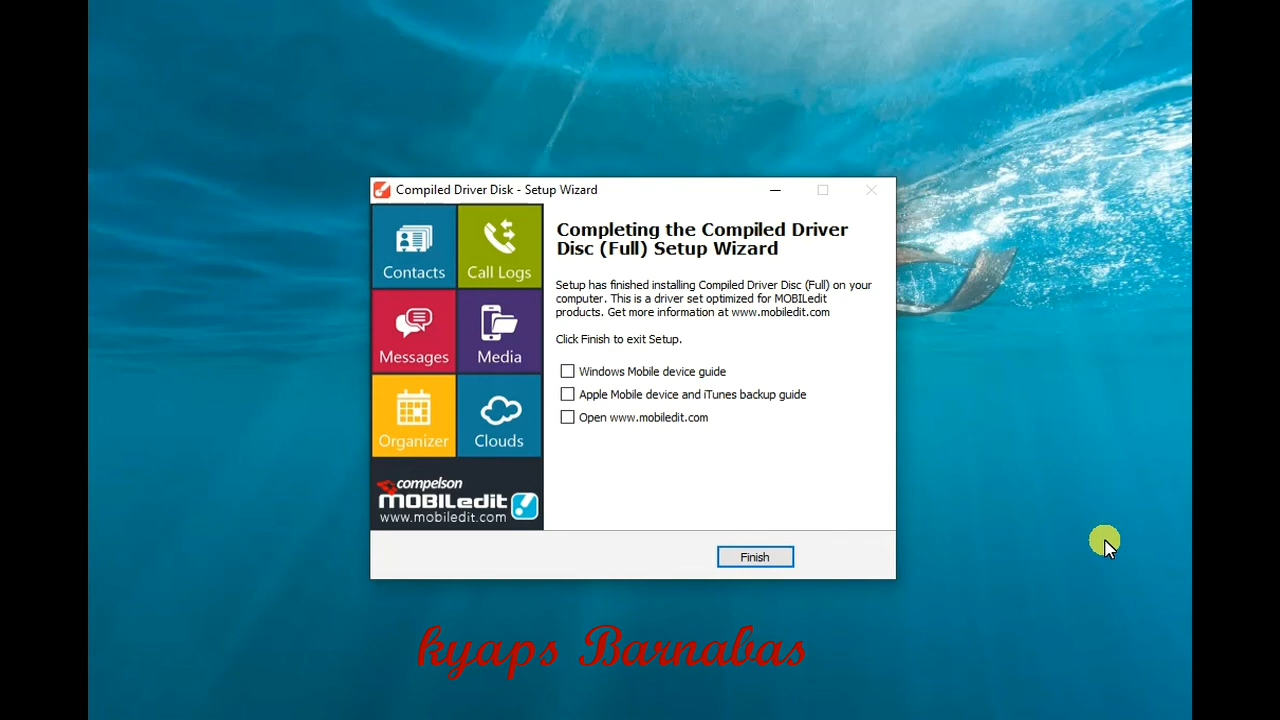 Compiled Driver Disk - Setup Wizard
Contacts
Call Logs
Messages
Media
Organizer
Clouds
compelson
MOBILedit
www.mobiledit.com
Completing the Compiled Driver
Disc (Full) Setup Wizard
Setup has finished installing Compiled Driver Disc (Full) on your
computer. This is a driver set optimized for MOBILedit
products. Get more information at www.mobiledit.com
Click Finish to exit Setup.
Windows Mobile device guide
Apple Mobile device and iTunes backup guide
Open www.mobiledit.com
Finish
kyaps Barnabas